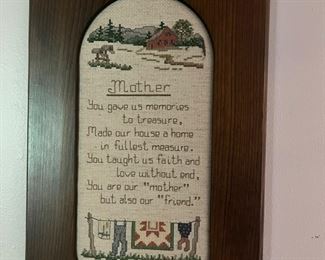 Mother
You gave us memories
to treasure,
Made our house a home
in fullest measure.
You taught us faith and
love without end,
You are our "mother"
but also our "friend."